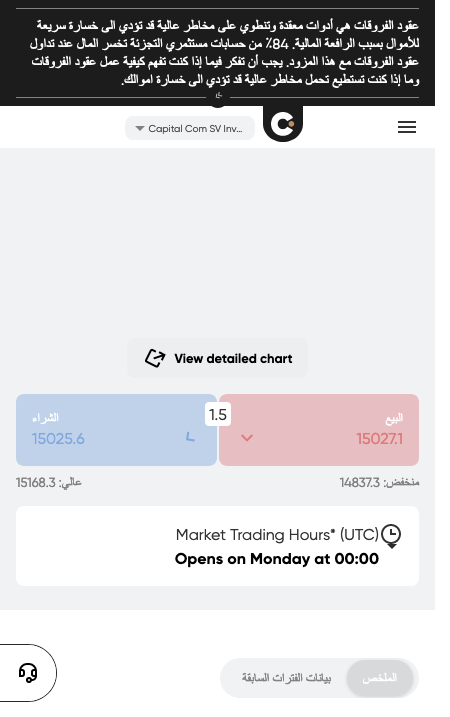 عقود الفروقات هي أدوات معقدة وتنطوي على مخاطر عالية قد تؤدي الى خسارة سريعة
للأموال بسبب الرافعة المالية. 84٪ من حسابات مستثمري التجزئة تخسر المال عند تداول
عقود الفروقات مع هذا المزود. يجب أن تفكر فيما إذا كنت تفهم كيفية عمل عقود الفروقات
وما إذا كنت تستطيع تحمل مخاطر عالية قد تؤدي الى خسارة اموالك.
Capital Com SV Inv...
View detailed chart
البيع
15027.1
1.5
الشراء
15025.6
منخفض: 14837.3
عالي: 15168.3
Market Trading Hours* (UTC)
Opens on Monday at 00:00
الملخص
بيانات الفترات السابقة